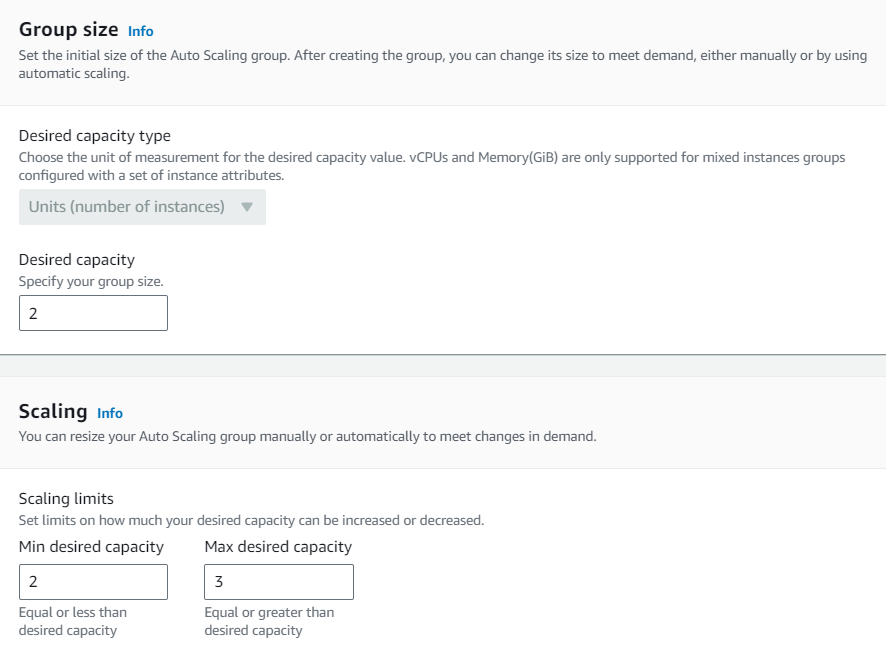 Group size Info
Set the initial size of the Auto Scaling group. After creating the group, you can change its size to meet demand, either manually or by using
automatic scaling.
Desired capacity type
Choose the unit of measurement for the desired capacity value. vCPUs and Memory(GiB) are only supported for mixed instances groups
configured with a set of instance attributes.
Units (number of instances)
Desired capacity
Specify your group size.
2
Scaling Info
You can resize your Auto Scaling group manually or automatically to meet changes in demand.
Scaling limits
Set limits on how much your desired capacity can be increased or decreased.
Min desired capacity
2
Equal or less than
desired capacity
Max desired capacity
3
Equal or greater than
desired capacity